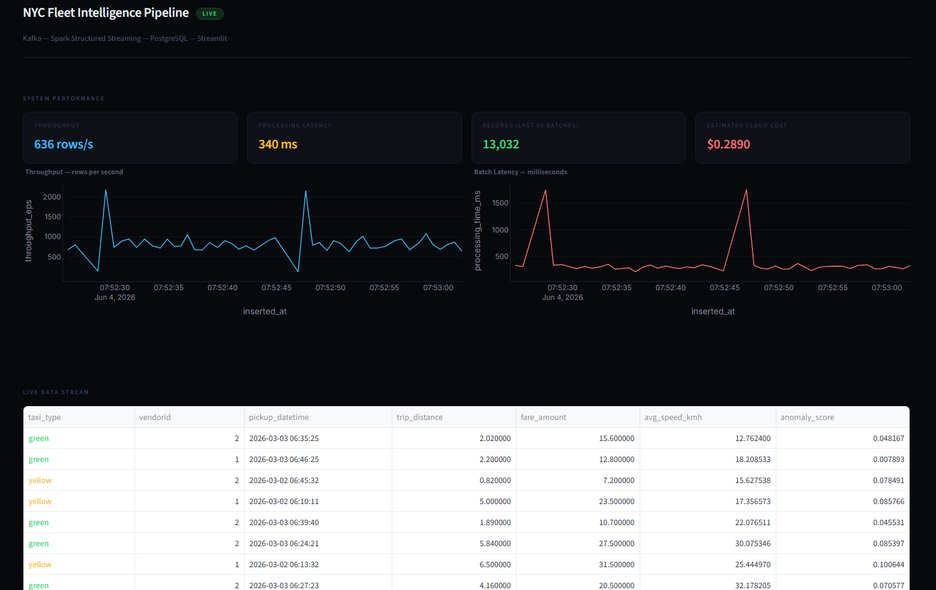 NYC Fleet Intelligence Pipeline LIVE
Kafka — Spark Structured Streaming — PostgreSQL — Streamlit
SYSTEM PERFORMANCE
THROUGHPUT PROCESSING LATENCY RECORDS (LAST 50 BATCHES) ESTIMATED CLOUD COST
636 rows/s 340 ms 13,032 $0.2890
Throughput — rows per second
throughput_eps
2000
1500
1000
500
07:52:30 07:52:35 07:52:40 07:52:45 07:52:50 07:52:55 07:53:00
Jun 4, 2026
inserted_at
Batch Latency — milliseconds
processing_time_ms
1500
1000
500
07:52:30 07:52:35 07:52:40 07:52:45 07:52:50 07:52:55 07:53:00
Jun 4, 2026
inserted_at
LIVE DATA STREAM
taxi_type vendorid pickup_datetime trip_distance fare_amount avg_speed_kmh anomaly_score
green 2 2026-03-03 06:35:25 2.020000 15.600000 12.762400 0.048167
green 1 2026-03-03 06:46:25 2.200000 12.800000 18.208533 0.007893
yellow 2 2026-03-02 06:45:32 0.820000 7.200000 15.627538 0.078491
yellow 1 2026-03-02 06:10:11 5.000000 23.500000 17.356573 0.085766
green 2 2026-03-03 06:39:40 1.890000 10.700000 22.076511 0.045531
green 2 2026-03-03 06:24:21 5.840000 27.500000 30.075346 0.085397
yellow 1 2026-03-02 06:13:32 6.500000 31.500000 25.444970 0.100644
green 2 2026-03-03 06:27:23 4.160000 20.500000 32.178205 0.070577